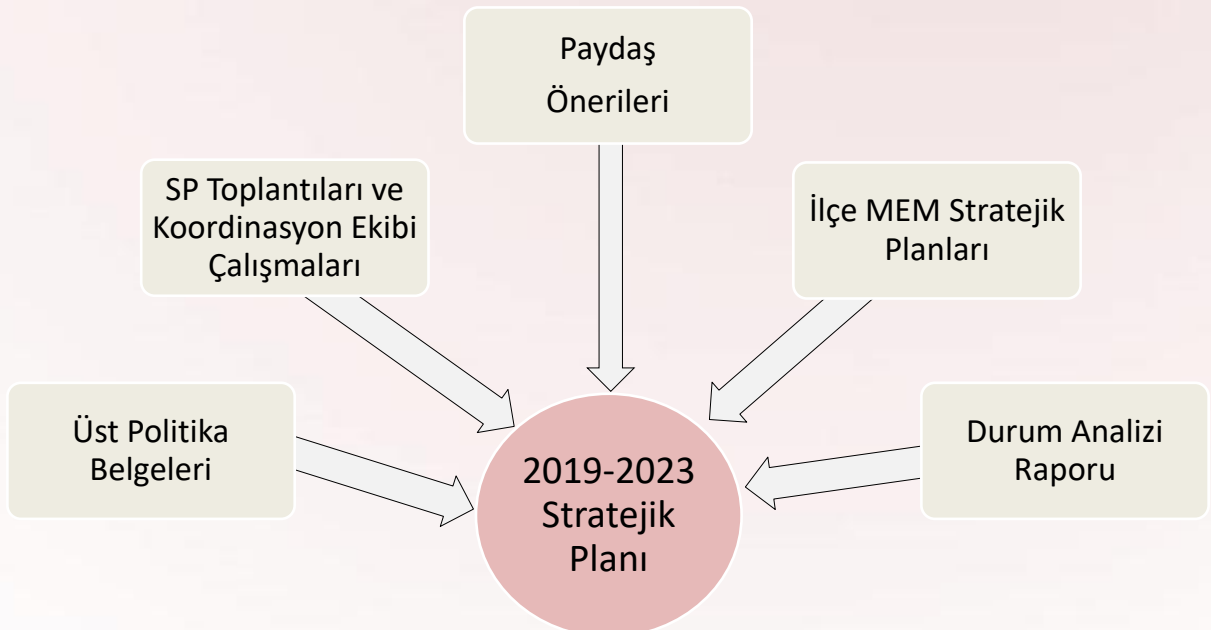 Paydaş
Önerileri
SP Toplantıları ve
Koordinasyon Ekibi
Çalışmaları
İlçe MEM Stratejik
Planları
Üst Politika
Belgeleri
Durum Analizi
Raporu
2019-2023
Stratejik
Planı